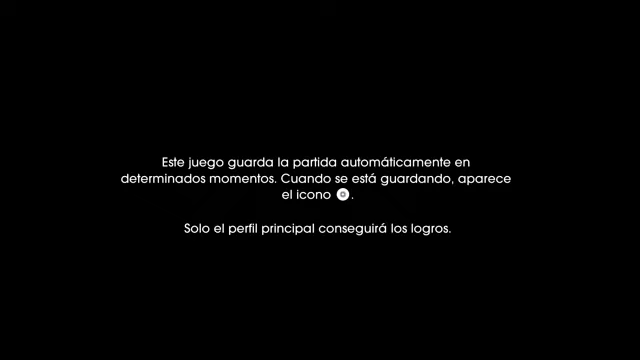 Este juego guarda la partida automáticamente en
determinados momentos. Cuando se está guardando, aparece
el icono .
Solo el perfil principal conseguirá los logros.